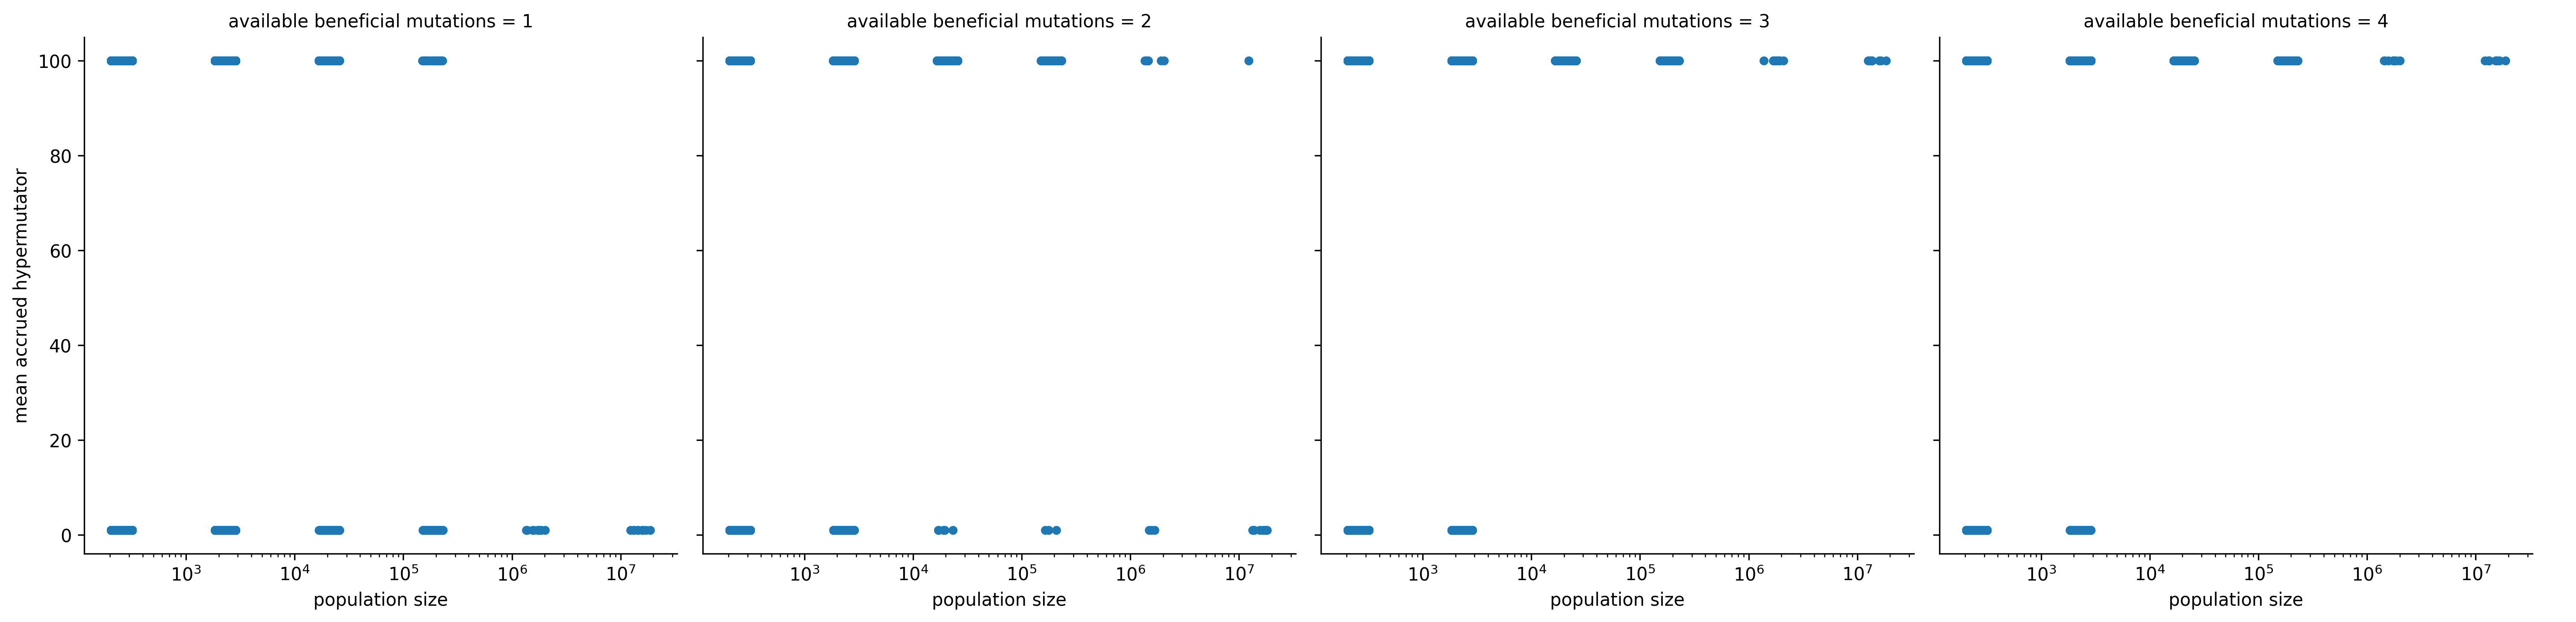 available beneficial mutations = 1
available beneficial mutations = 2
available beneficial mutations = 3
available beneficial mutations = 4
mean accrued hypermutator
100
80
60
40
20
0
10³ 10⁴ 10⁵ 10⁶ 10⁷
10³ 10⁴ 10⁵ 10⁶ 10⁷
10³ 10⁴ 10⁵ 10⁶ 10⁷
10³ 10⁴ 10⁵ 10⁶ 10⁷
population size
population size
population size
population size